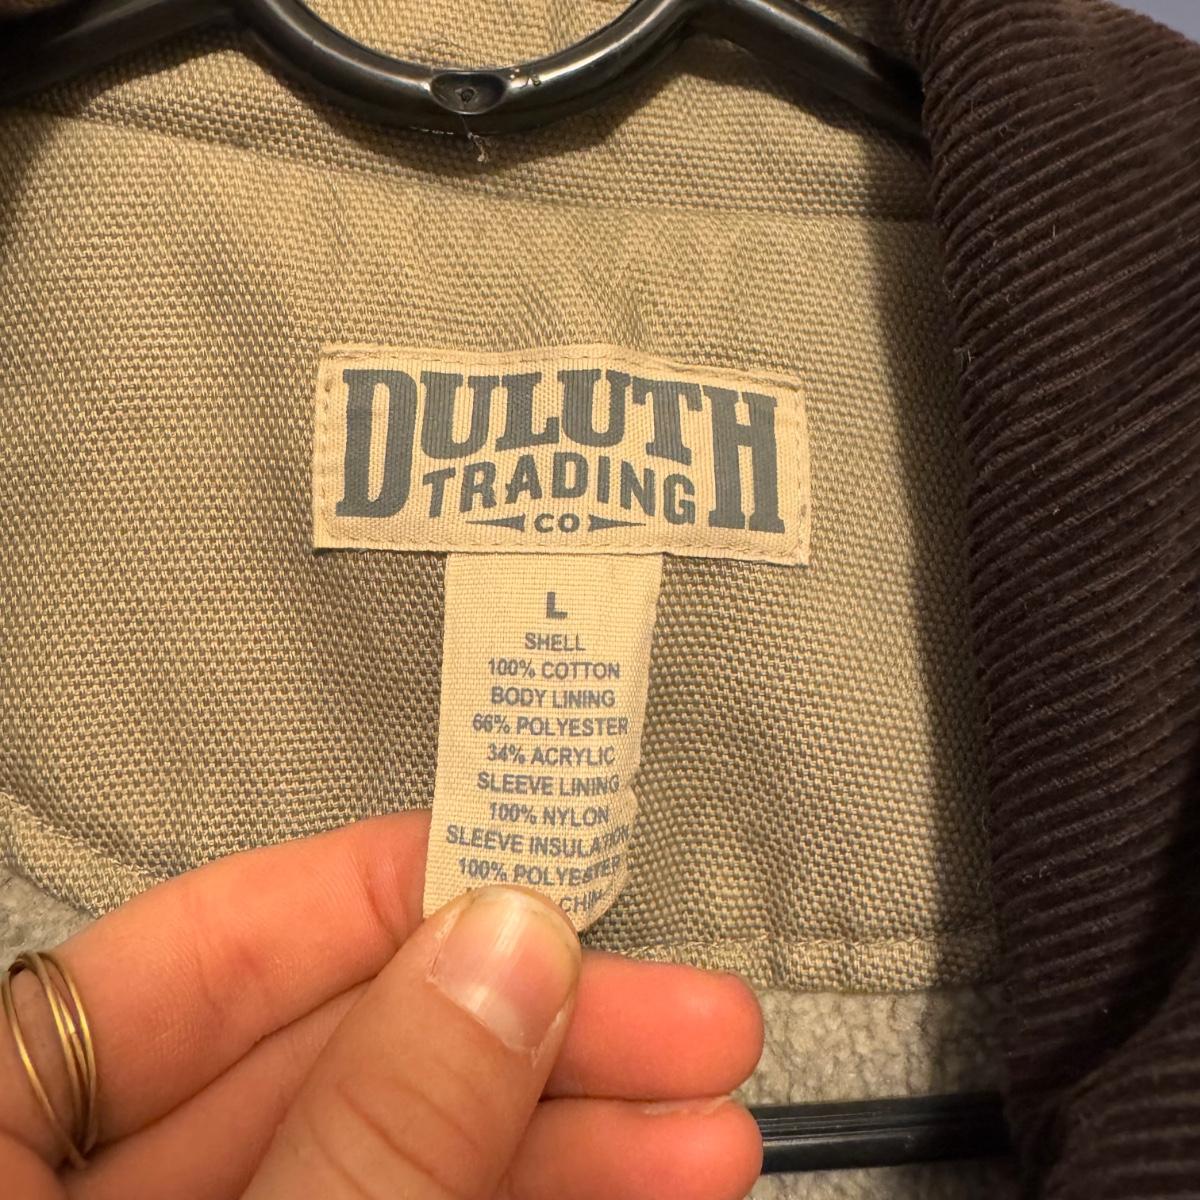 DULUTH
TRADING
CO
L
SHELL
100% COTTON
BODY LINING
66% POLYESTER
34% ACRYLIC
SLEEVE LINING
100% NYLON
SLEEVE INSULATION
100% POLYESTER